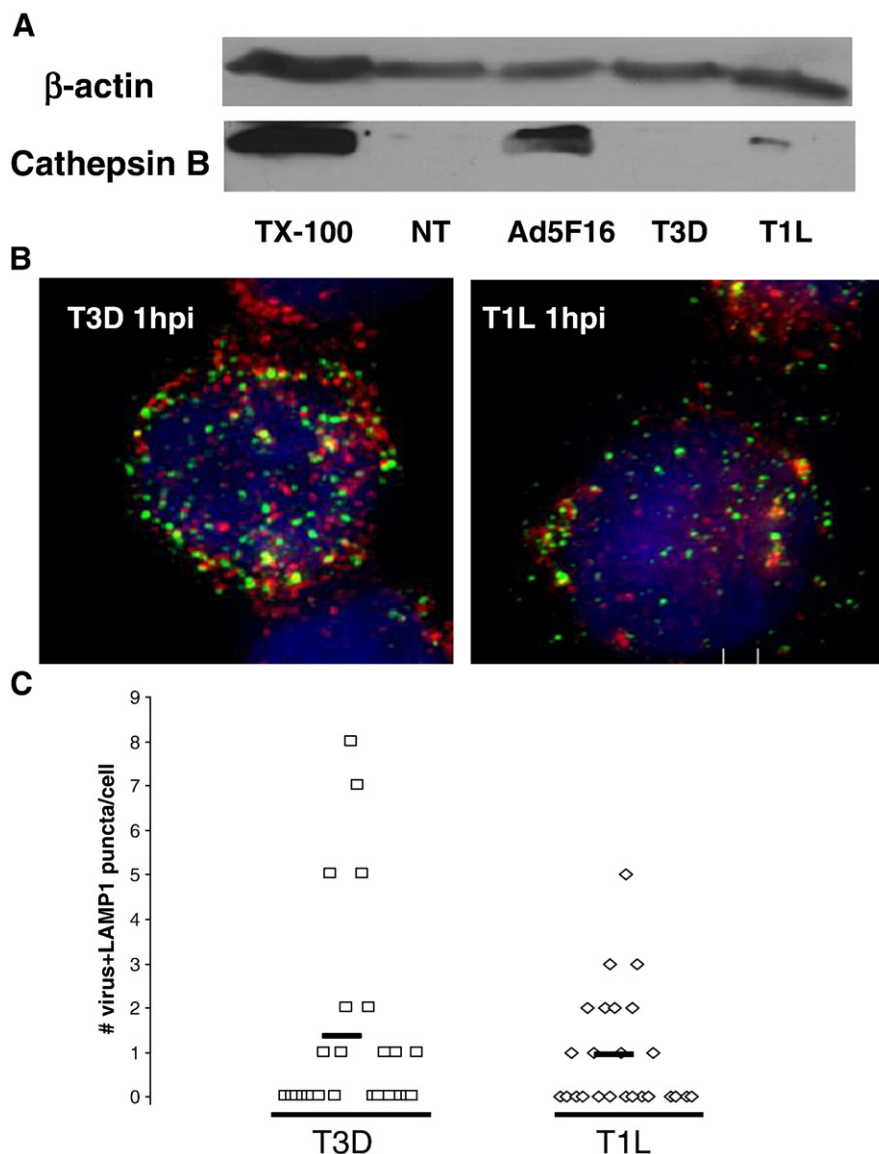 A
β-actin
Cathepsin B
TX-100 NT Ad5F16 T3D T1L
B
T3D 1hpi T1L 1hpi
C
# virus+LAMP1 puncta/cell
9
8
7
6
5
4
3
2
1
0
T3D T1L